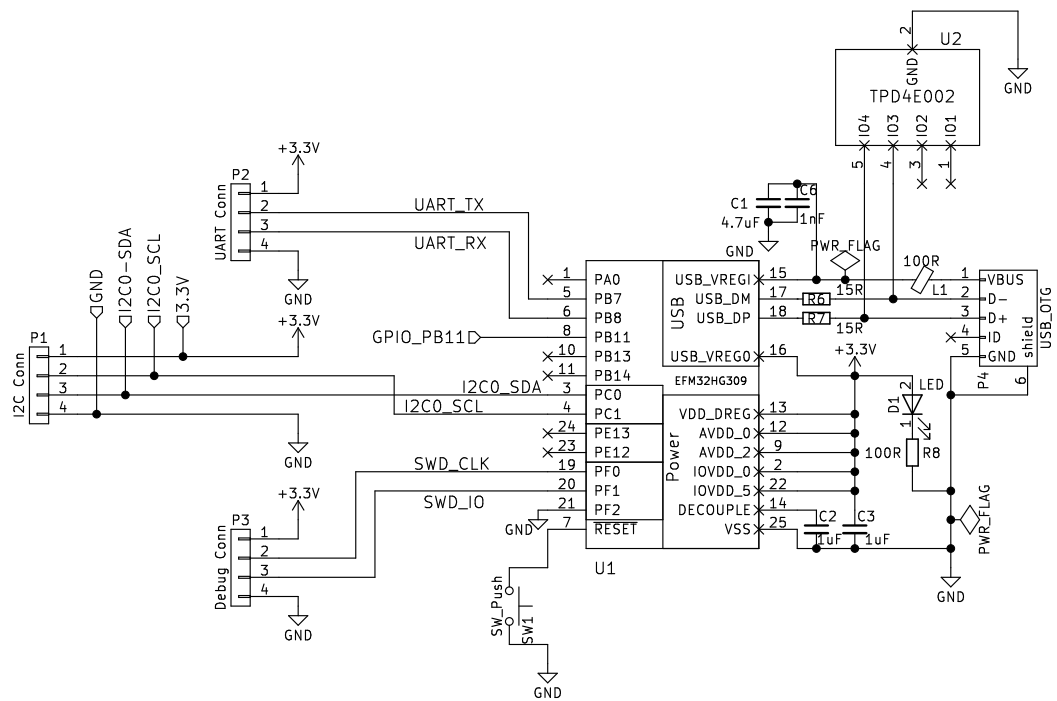 2
U2
GND
TPD4E002
GND
IO4
IO3
IO2
IO1
5
4
3
1
+3.3V
P2
UART Conn
1
2
3
4
UART_TX
UART_RX
GND
C1
4.7uF
C6
1nF
GND
PWR_FLAG
GND
I2C0-SDA
I2C0_SCL
3.3V
+3.3V
P1
I2C Conn
1
2
3
4
GND
GPIO_PB11
I2C0_SDA
I2C0_SCL
SWD_CLK
SWD_IO
1 PA0
5 PB7
6 PB8
8 PB11
10 PB13
11 PB14
3 PC0
4 PC1
24 PE13
23 PE12
19 PF0
20 PF1
21 PF2
7 RESET
GND
USB
USB_VREGI 15
USB_DM 17
USB_DP 18
USB_VREGO 16
EFM32HG309
Power
VDD_DREG 13
AVDD_0 12
AVDD_2 9
IOVDD_0 2
IOVDD_5 22
DECOUPLE 14
VSS 25
U1
15R
R6
R7
15R
100R
L1
1 VBUS
2 D-
3 D+
4 ID
5 GND
shield
USB_OTG
P4
6
+3.3V
2
LED
D1
1
100R
R8
C2
1uF
C3
1uF
PWR_FLAG
GND
+3.3V
P3
Debug Conn
1
2
3
4
GND
SW_Push
SW1
GND